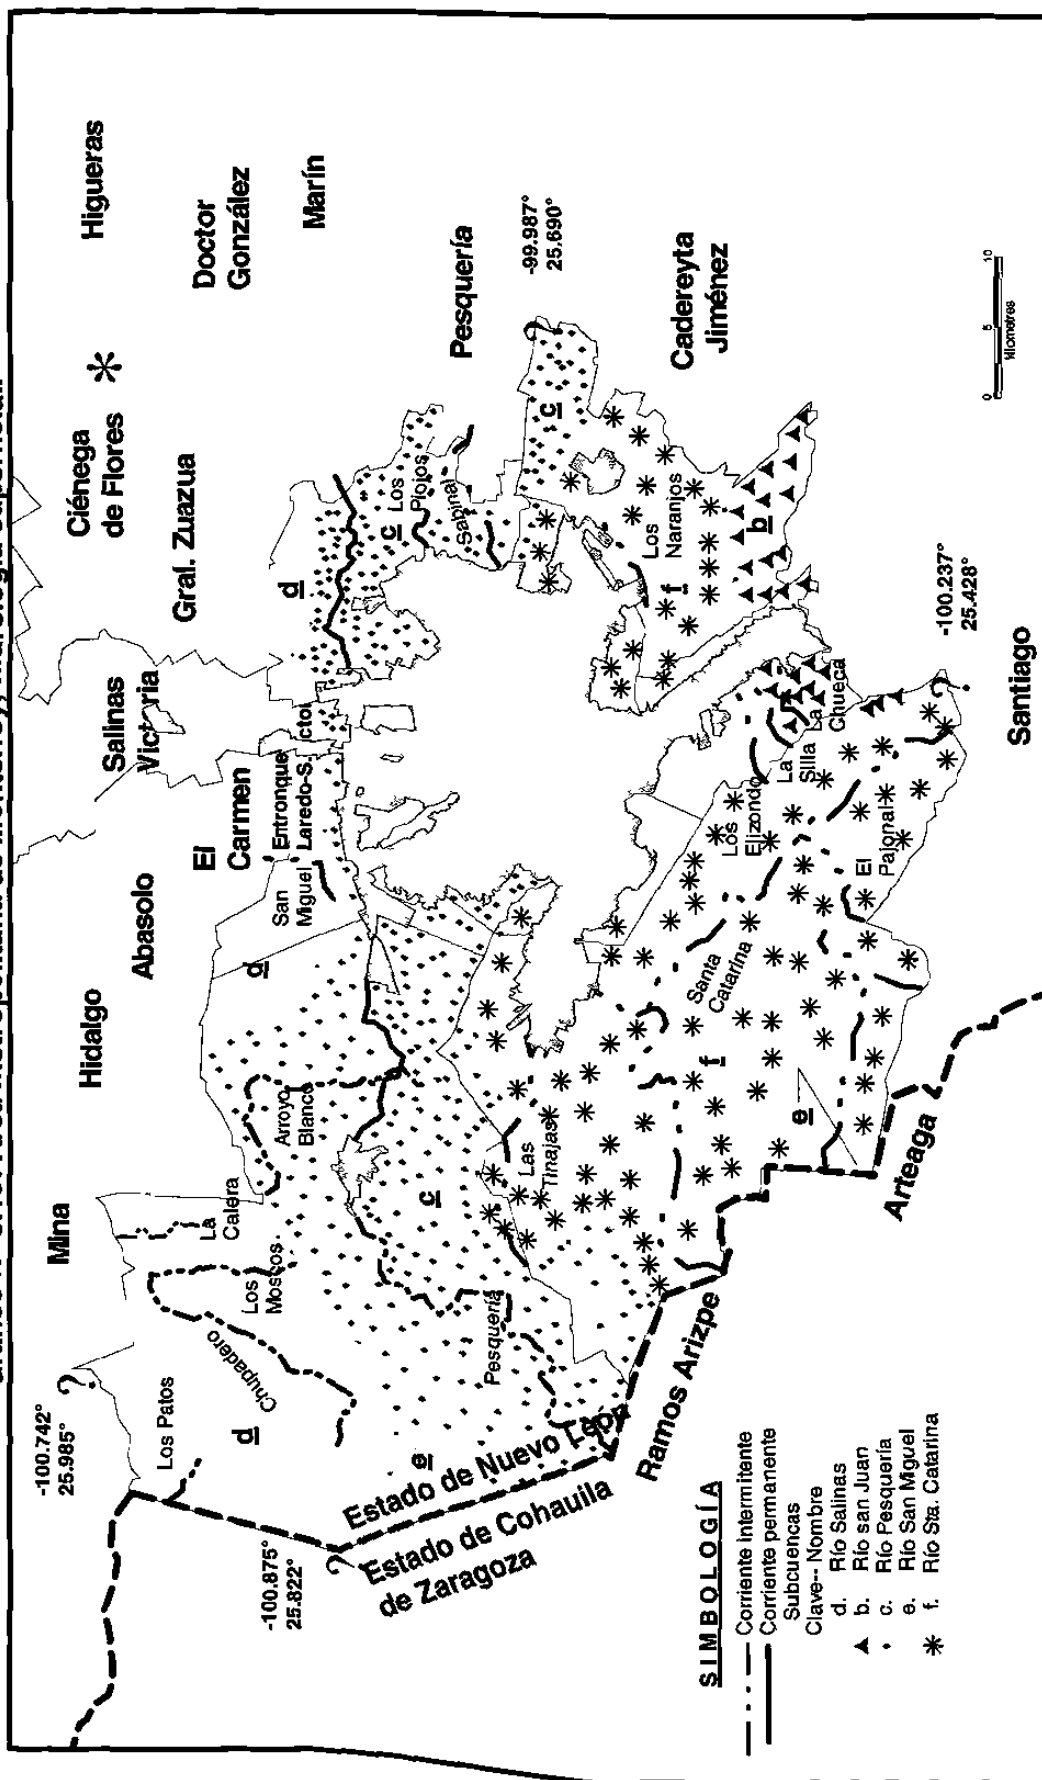 Mina
Hidalgo
Abasolo
El
Carmen
Salinas
Victoria
Gral. Zuazua
Ciénega
de Flores
Higueras
Doctor
González
Marín
Pesquería
-99.987°
25.690°
Cadereyta
Jiménez
-100.237°
25.428°
Santiago
Arteaga
Ramos Arizpe
-100.742°
25.985°
?
-100.875°
25.822°
?
Estado de Nuevo León
Estado de Cohauila
de Zaragoza
Los Patos
d
Chupadero
Los
Moscos
La
Calera
Arroyo
Blanco
d
San
Miguel
Entronque
Laredo-S.
ctor
d
c
Los
Piojos
Sabinal
c
?
e
Pesquería
c
Las
Tinajas
Santa
Catarina
f
e
Los
Elizondo
La
Silla
La
Chueca
El
Pajonal
?
Los
Naranjos
f
b
SIMBOLOGÍA
Corriente Intermitente
Corriente permanente
Subcuencas
Clave-- Nombre
d. Río Salinas
b. Río san Juan
c. Río Pesquería
e. Río San Miguel
f. Río Sta. Catarina
0 5 10
kilometres